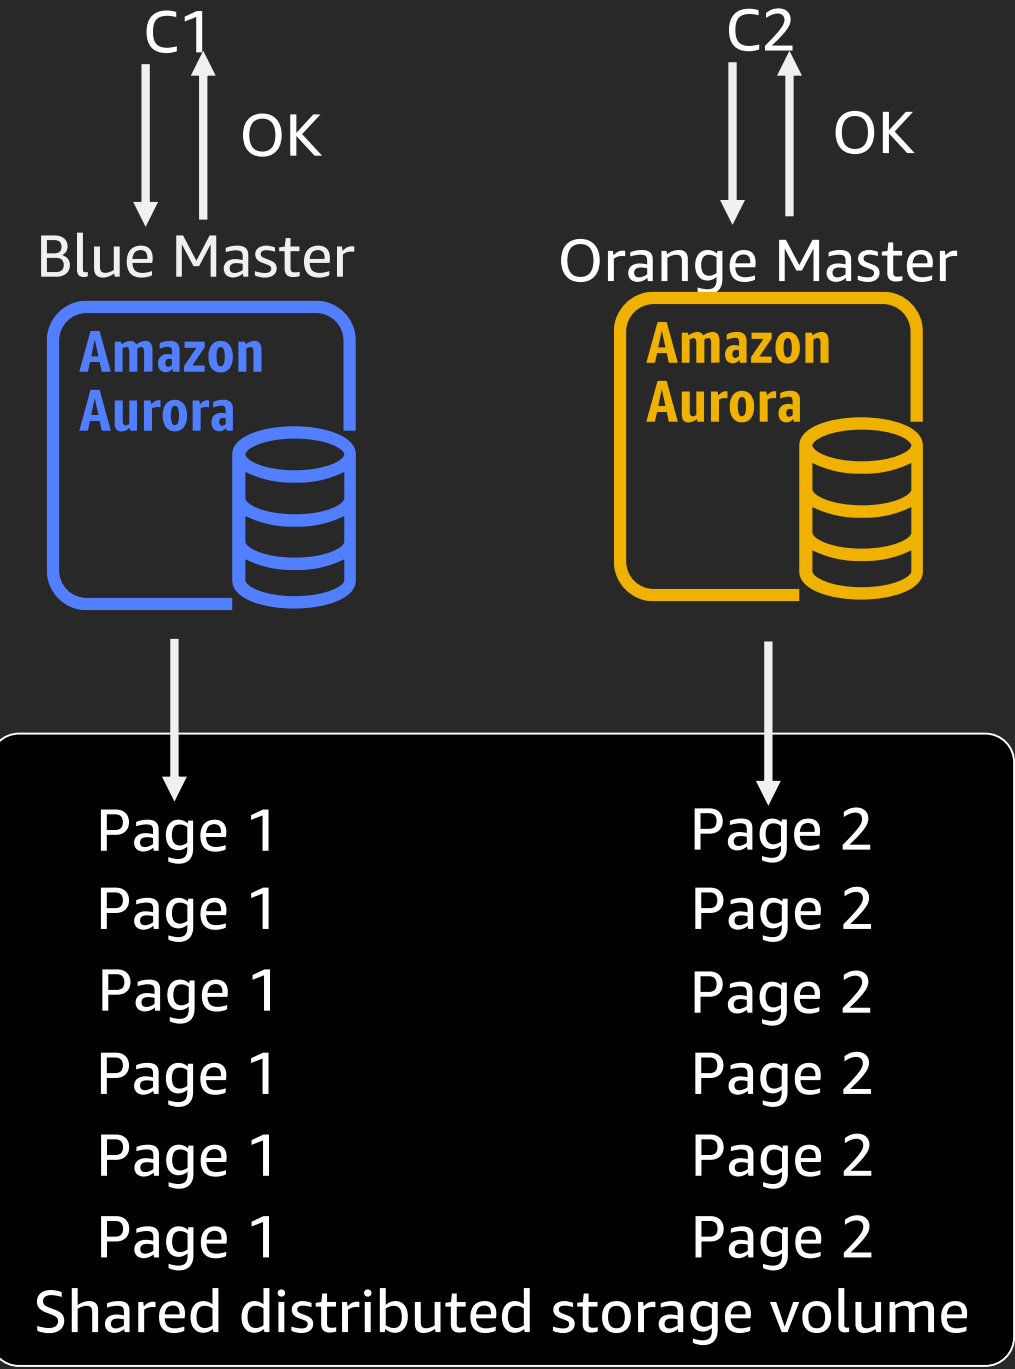 C1
C2
OK
OK
Blue Master
Orange Master
Amazon
Aurora
Amazon
Aurora
Page 1
Page 2
Page 1
Page 2
Page 1
Page 2
Page 1
Page 2
Page 1
Page 2
Page 1
Page 2
Shared distributed storage volume